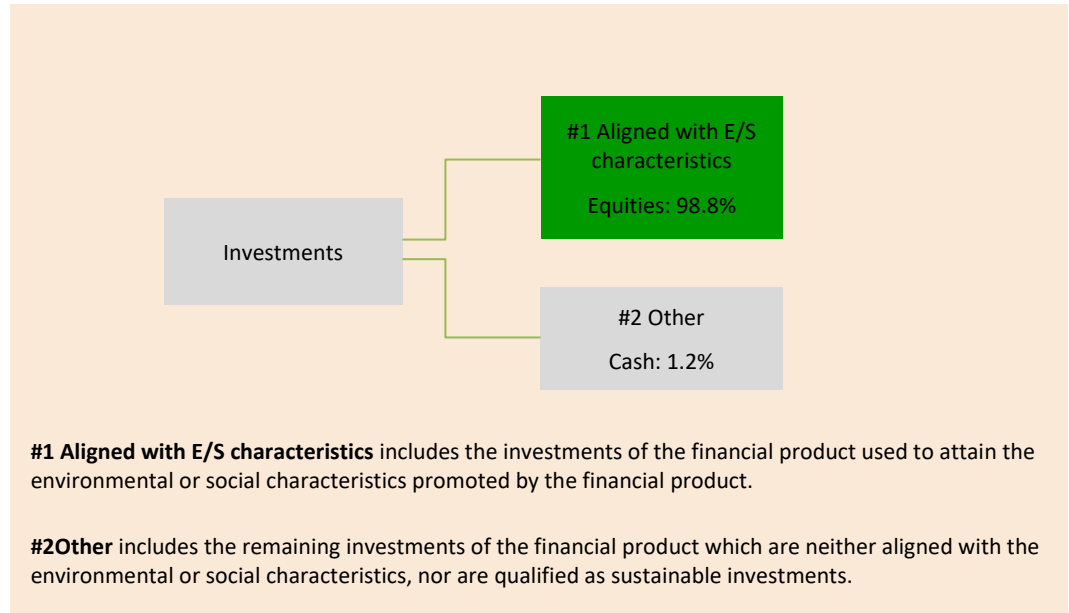 #1 Aligned with E/S
characteristics
Equities: 98.8%
Investments
#2 Other
Cash: 1.2%
#1 Aligned with E/S characteristics includes the investments of the financial product used to attain the
environmental or social characteristics promoted by the financial product.
#2Other includes the remaining investments of the financial product which are neither aligned with the
environmental or social characteristics, nor are qualified as sustainable investments.